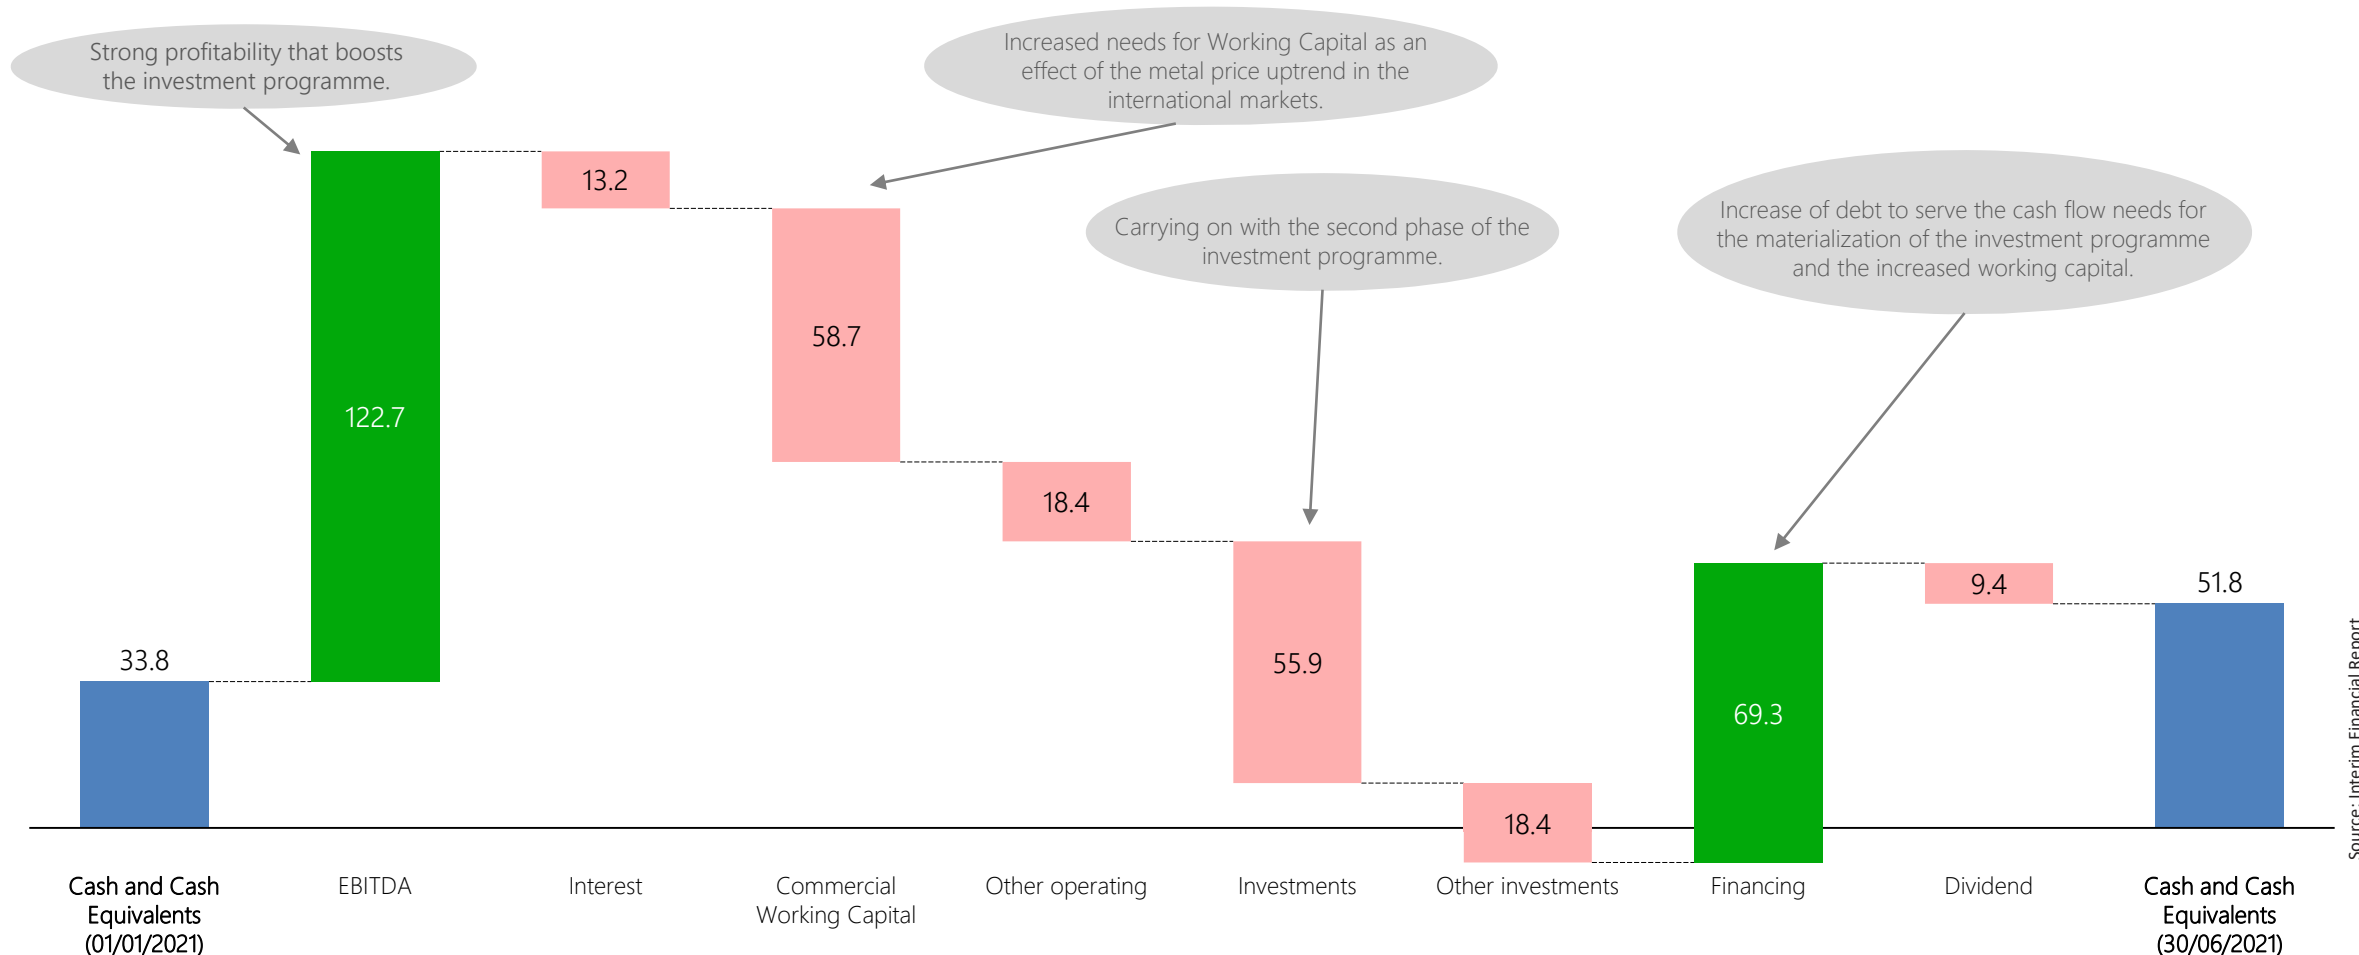 Strong profitability that boosts
the investment programme.
Increased needs for Working Capital as an
effect of the metal price uptrend in the
international markets.
Carrying on with the second phase of the
investment programme.
Increase of debt to serve the cash flow needs for
the materialization of the investment programme
and the increased working capital.
33.8
122.7
13.2
58.7
18.4
55.9
18.4
69.3
9.4
51.8
Cash and Cash
Equivalents
(01/01/2021)
EBITDA
Interest
Commercial
Working Capital
Other operating
Investments
Other investments
Financing
Dividend
Cash and Cash
Equivalents
(30/06/2021)
Source: Interim Financial Report